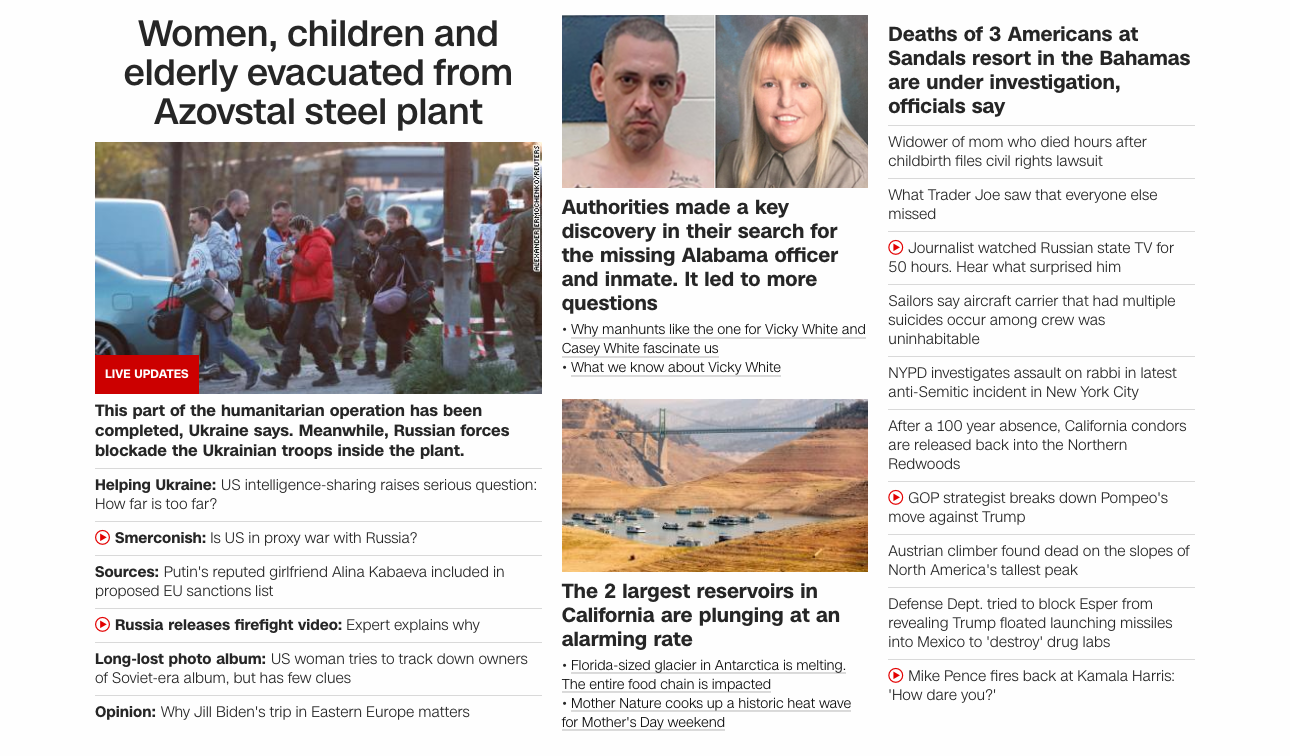 Women, children and
elderly evacuated from
Azovstal steel plant
ALEXANDER ERMOCHENKO/REUTERS
LIVE UPDATES
This part of the humanitarian operation has been
completed, Ukraine says. Meanwhile, Russian forces
blockade the Ukrainian troops inside the plant.
Helping Ukraine: US intelligence-sharing raises serious question:
How far is too far?
Smerconish: Is US in proxy war with Russia?
Sources: Putin's reputed girlfriend Alina Kabaeva included in
proposed EU sanctions list
Russia releases firefight video: Expert explains why
Long-lost photo album: US woman tries to track down owners
of Soviet-era album, but has few clues
Opinion: Why Jill Biden's trip in Eastern Europe matters
Authorities made a key
discovery in their search for
the missing Alabama officer
and inmate. It led to more
questions
• Why manhunts like the one for Vicky White and
Casey White fascinate us
• What we know about Vicky White
The 2 largest reservoirs in
California are plunging at an
alarming rate
• Florida-sized glacier in Antarctica is melting.
The entire food chain is impacted
• Mother Nature cooks up a historic heat wave
for Mother's Day weekend
Deaths of 3 Americans at
Sandals resort in the Bahamas
are under investigation,
officials say
Widower of mom who died hours after
childbirth files civil rights lawsuit
What Trader Joe saw that everyone else
missed
Journalist watched Russian state TV for
50 hours. Hear what surprised him
Sailors say aircraft carrier that had multiple
suicides occur among crew was
uninhabitable
NYPD investigates assault on rabbi in latest
anti-Semitic incident in New York City
After a 100 year absence, California condors
are released back into the Northern
Redwoods
GOP strategist breaks down Pompeo's
move against Trump
Austrian climber found dead on the slopes of
North America's tallest peak
Defense Dept. tried to block Esper from
revealing Trump floated launching missiles
into Mexico to 'destroy' drug labs
Mike Pence fires back at Kamala Harris:
'How dare you?'